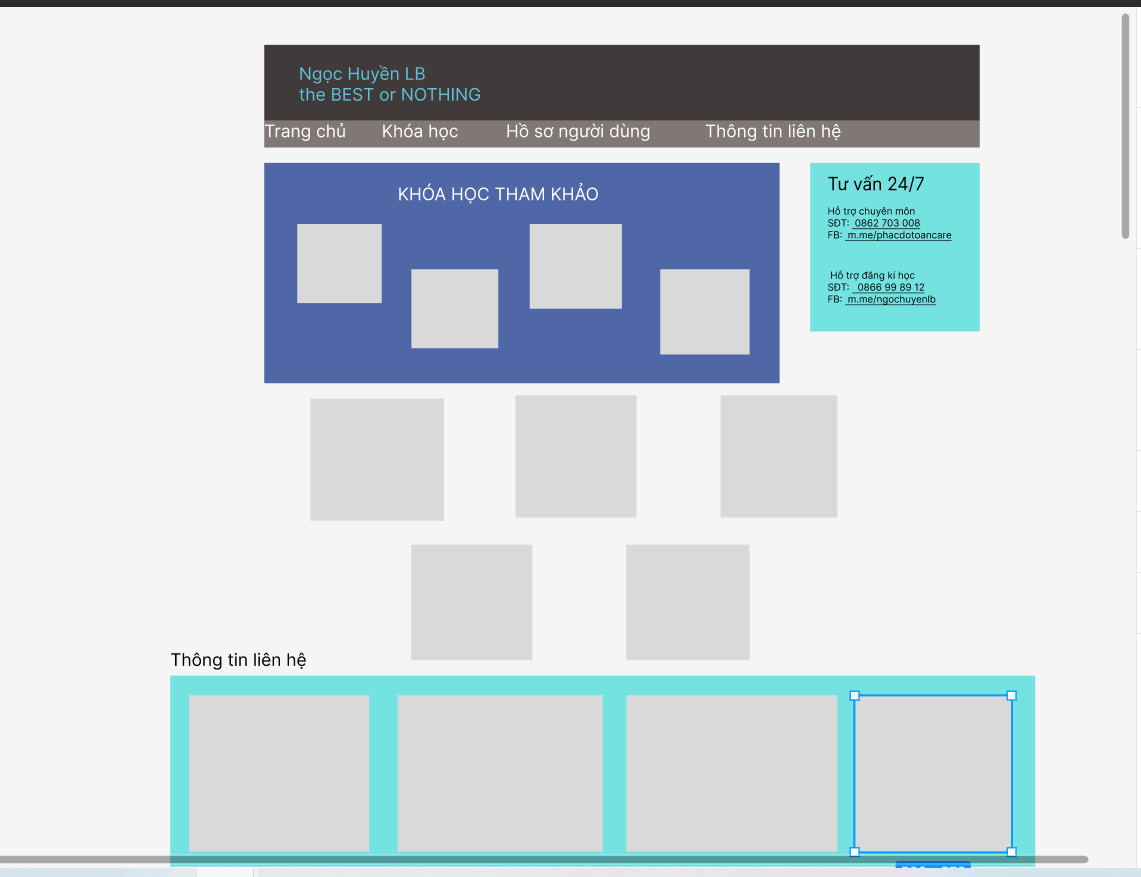 Ngọc Huyền LB
the BEST or NOTHING
Trang chủ Khóa học Hồ sơ người dùng Thông tin liên hệ
KHÓA HỌC THAM KHẢO
Tư vấn 24/7
Hỗ trợ chuyên môn
SĐT: 0862 703 008
FB: m.me/phacdotoancare
Hỗ trợ đăng kí học
SĐT: 0866 99 89 12
FB: m.me/ngochuyenlb
Thông tin liên hệ